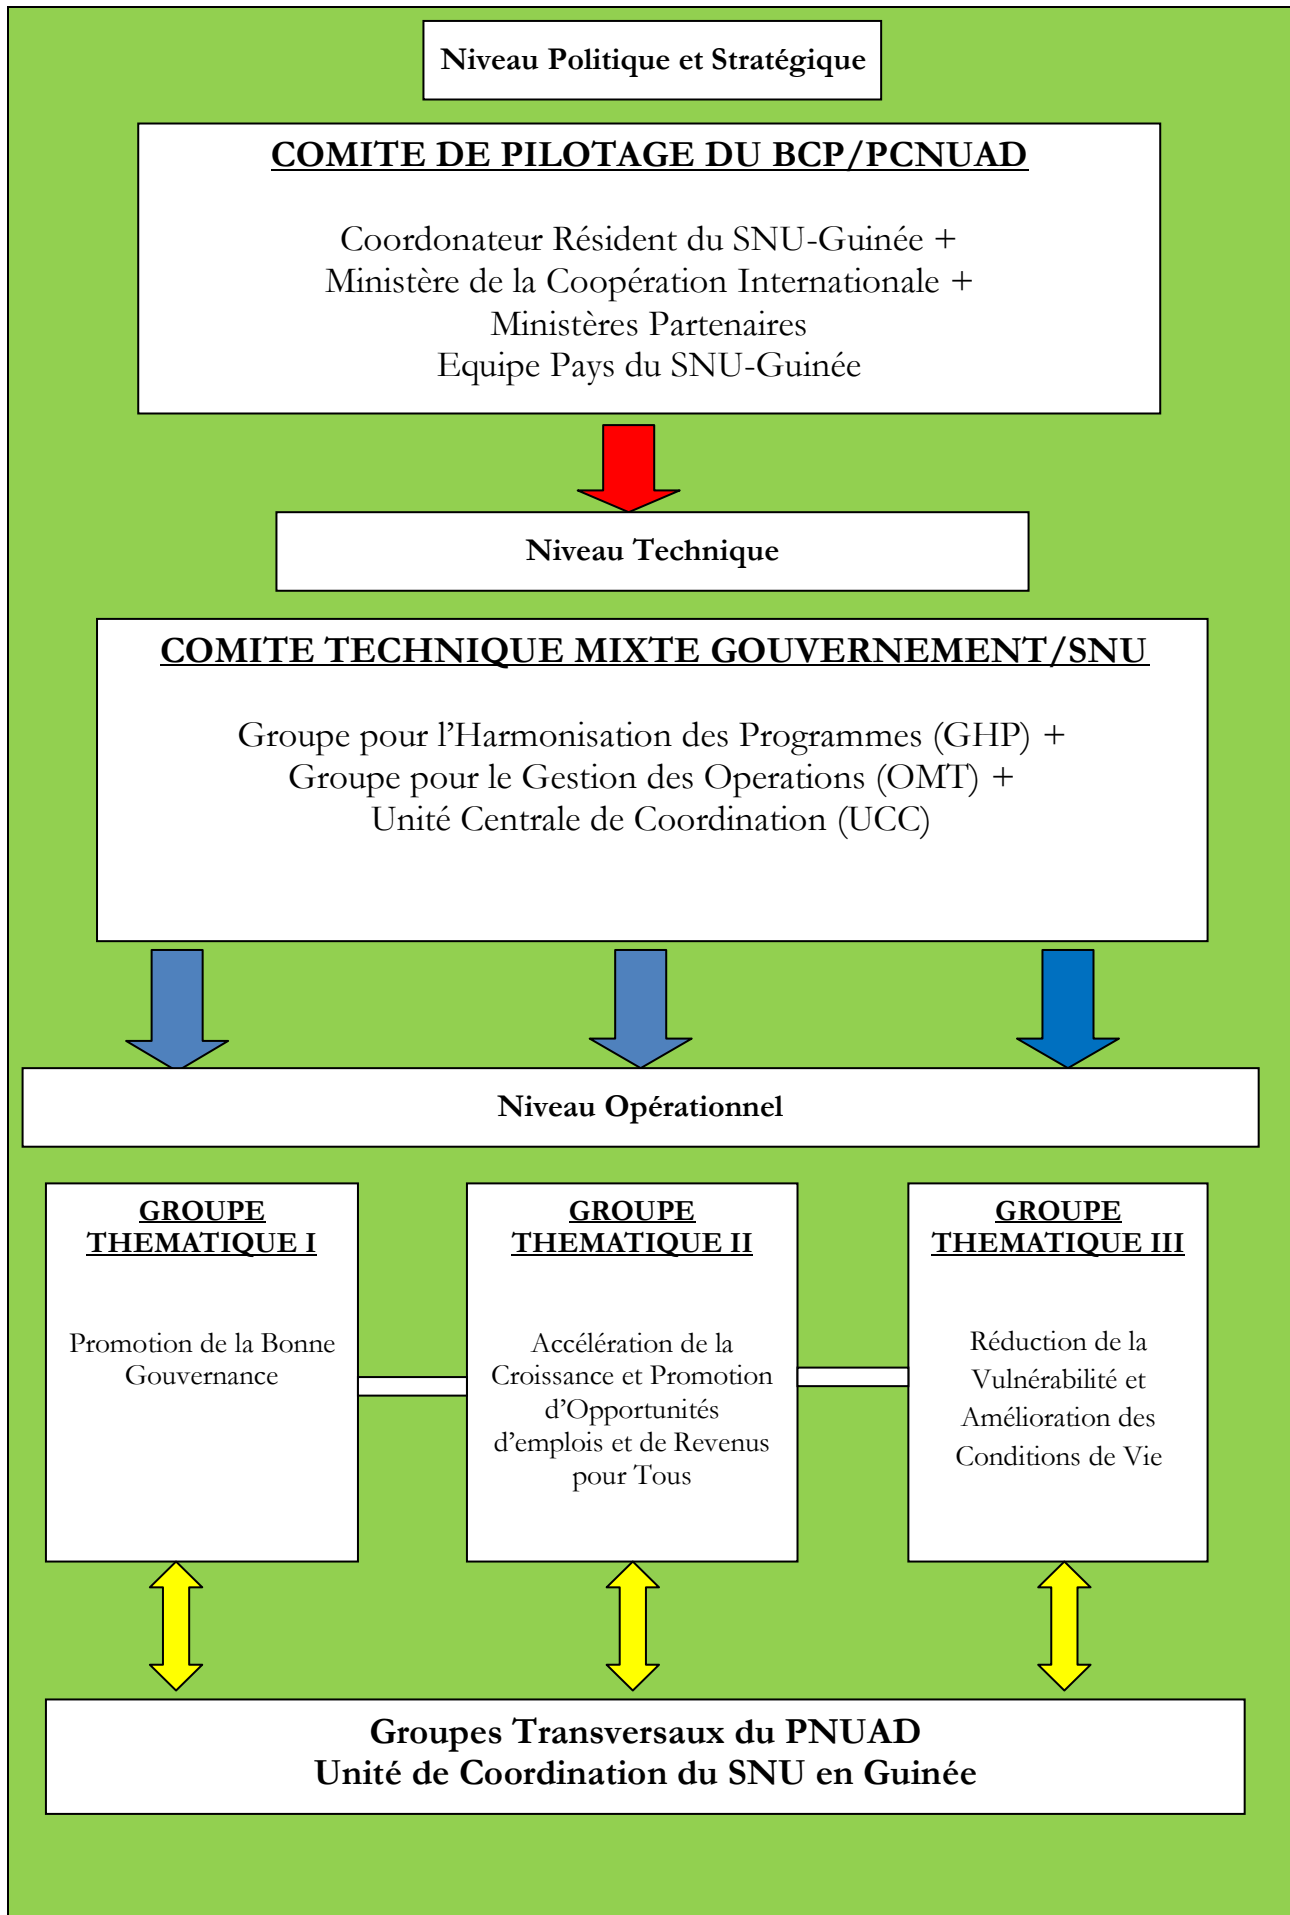 Niveau Politique et Stratégique
COMITE DE PILOTAGE DU BCP/PCNUAD
Coordonateur Résident du SNU-Guinée +
Ministère de la Coopération Internationale +
Ministères Partenaires
Equipe Pays du SNU-Guinée
Niveau Technique
COMITE TECHNIQUE MIXTE GOUVERNEMENT/SNU
Groupe pour l’Harmonisation des Programmes (GHP) +
Groupe pour le Gestion des Operations (OMT) +
Unité Centrale de Coordination (UCC)
Niveau Opérationnel
GROUPE
THEMATIQUE I
Promotion de la Bonne
Gouvernance
GROUPE
THEMATIQUE II
Accélération de la
Croissance et Promotion
d’Opportunités
d’emplois et de Revenus
pour Tous
GROUPE
THEMATIQUE III
Réduction de la
Vulnérabilité et
Amélioration des
Conditions de Vie
Groupes Transversaux du PNUAD
Unité de Coordination du SNU en Guinée